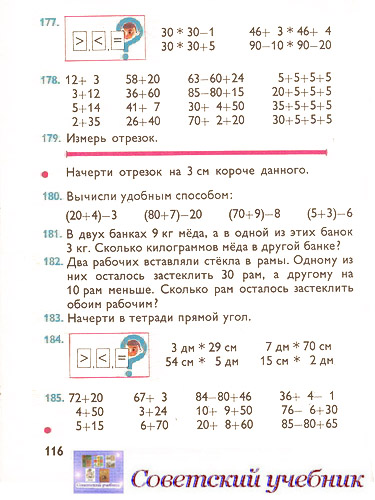 177.
> , < , = ?
30 * 30−1 46+ 3 * 46+ 4
30 * 30+5 90−10 * 90−20
178. 12+ 3 58+20 63−60+24 5+5+5+5
3+12 36+60 85−80+15 20+5+5+5
5+14 41+ 7 30+ 4+50 35+5+5+5
2+35 26+40 70+ 2+20 30+5+5+5
179. Измерь отрезок.
Начерти отрезок на 3 см короче данного.
180. Вычисли удобным способом:
(20+4)−3 (80+7)−20 (70+9)−8 (5+3)−6
181. В двух банках 9 кг мёда, а в одной из этих банок
3 кг. Сколько килограммов мёда в другой банке?
182. Два рабочих вставляли стёкла в рамы. Одному из
них осталось застеклить 30 рам, а другому на
10 рам меньше. Сколько рам осталось застеклить
обоим рабочим?
183. Начерти в тетради прямой угол.
184.
> , < , = ?
3 дм * 29 см 7 дм * 70 см
54 см * 5 дм 15 см * 2 дм
185. 72+20 67+ 3 84−80+46 36+ 4− 1
4+50 3+24 10+ 9+50 76− 6+30
5+15 6+70 20+ 8+60 85−80+65
116
Советский учебник